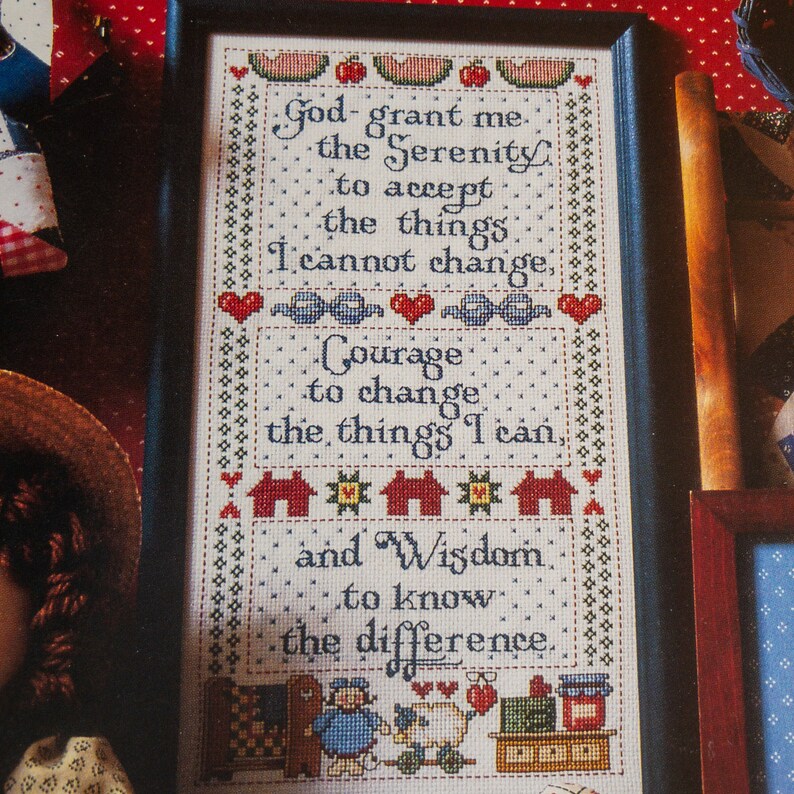 God grant me
the Serenity
to accept
the things
I cannot change,
Courage
to change
the things I can,
and Wisdom
to know
the difference.